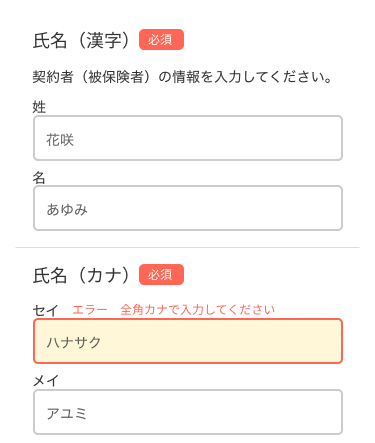 氏名（漢字） 必須
契約者（被保険者）の情報を入力してください。
姓
花咲
名
あゆみ
氏名（カナ） 必須
セイ エラー　全角カナで入力してください
ハナサク
メイ
アユミ